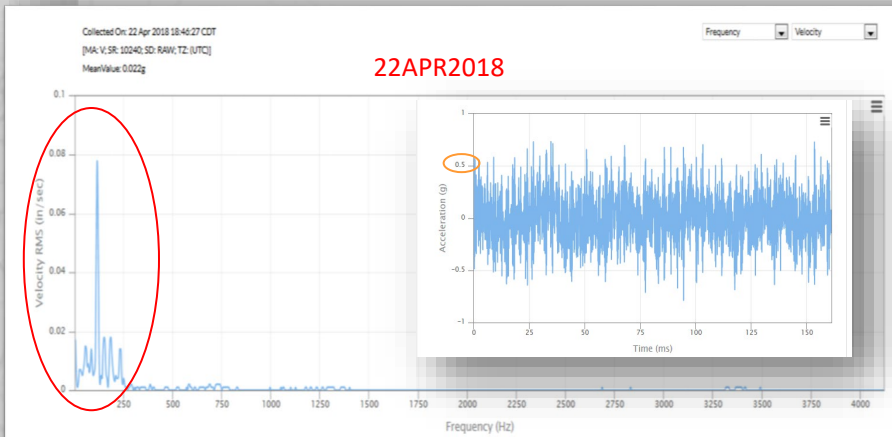 Collected On: 22 Apr 2018 18:46:27 CDT
[MA: V; SR: 10240; SD: RAW; TZ: (UTC)]
MeanValue: 0.022g
Frequency
Velocity
22APR2018
0.1
0.08
0.06
0.04
0.02
0
Velocity RMS (in/sec)
250 500 750 1000 1250 1500 1750 2000 2250 2500 2750 3000 3250 3500 3750 4000
Frequency (Hz)
1
0.5
0
-0.5
-1
Acceleration (g)
0 25 50 75 100 125 150
Time (ms)